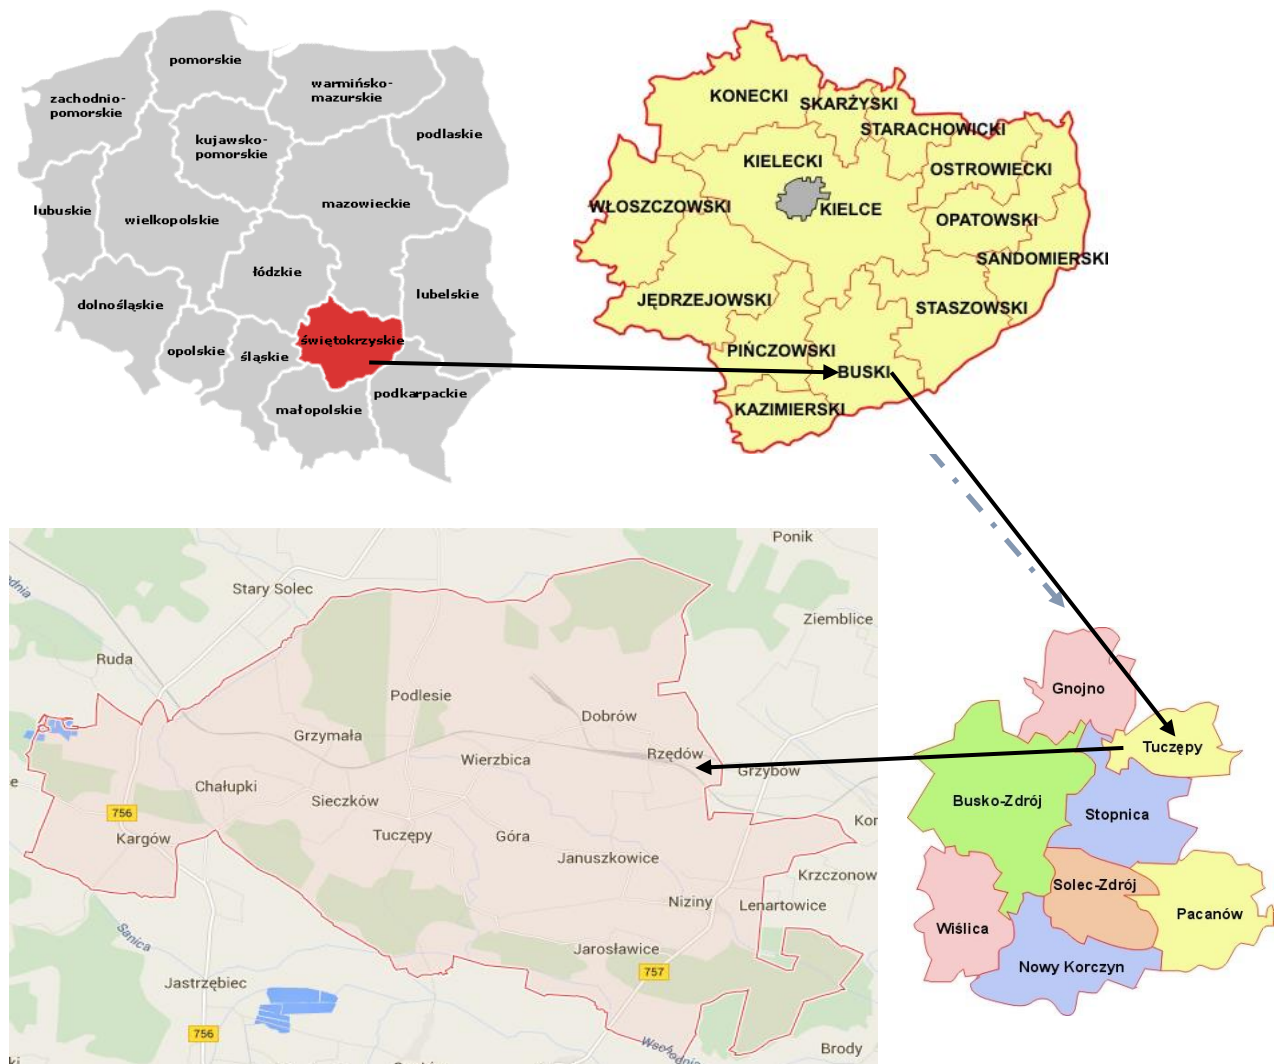 pomorskie
warmińsko-
mazurskie
zachodnio-
pomorskie
podlaskie
kujawsko-
pomorskie
lubuskie
wielkopolskie
mazowieckie
łódzkie
dolnośląskie
lubelskie
świętokrzyskie
opolskie
śląskie
małopolskie
podkarpackie
KONECKI
SKARŻYSKI
STARACHOWICKI
KIELECKI
OSTROWIECKI
WŁOSZCZOWSKI
KIELCE
OPATOWSKI
SANDOMIERSKI
JĘDRZEJOWSKI
STASZOWSKI
PIŃCZOWSKI
BUSKI
KAZIMIERSKI
Ponik
Stary Solec
Ziemblice
Ruda
Podlesie
Dobrów
Grzymała
Rzędów
Wierzbica
Grzybów
Chałupki
Sieczków
756
Kargów
Tuczępy
Góra
Januszkowice
Krzczonow
Niziny
Lenartowice
Sanica
Jarosławice
757
Jastrzębiec
756
Brody
Gnojno
Tuczępy
Busko-Zdrój
Stopnica
Solec-Zdrój
Pacanów
Wiślica
Nowy Korczyn